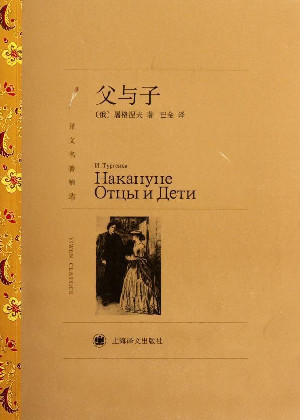 父与子
〔俄〕屠格涅夫 著 巴金 译
译文名著精选
YIWEN CLASSICS
И. Тургенев
Накануне
Отцы и Дети
上海译文出版社